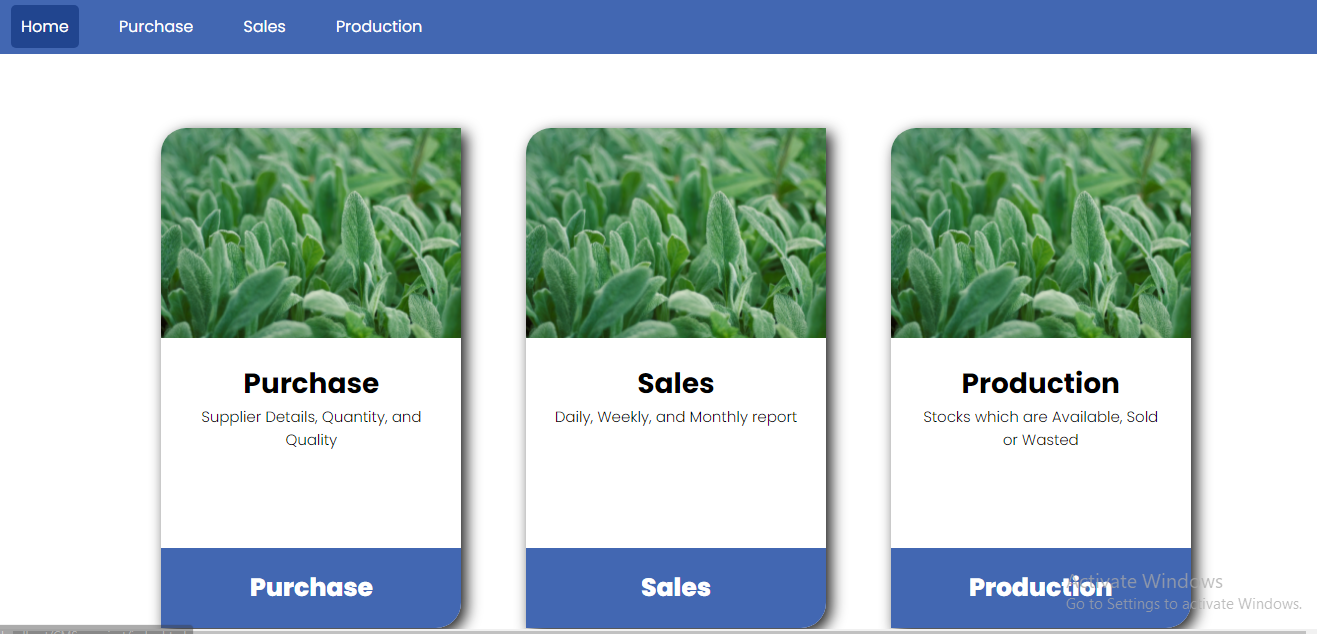 Home
Purchase
Sales
Production
Purchase
Supplier Details, Quantity, and
Quality
Purchase
Sales
Daily, Weekly, and Monthly report
Sales
Production
Stocks which are Available, Sold
or Wasted
Production
Activate Windows
Go to Settings to activate Windows.